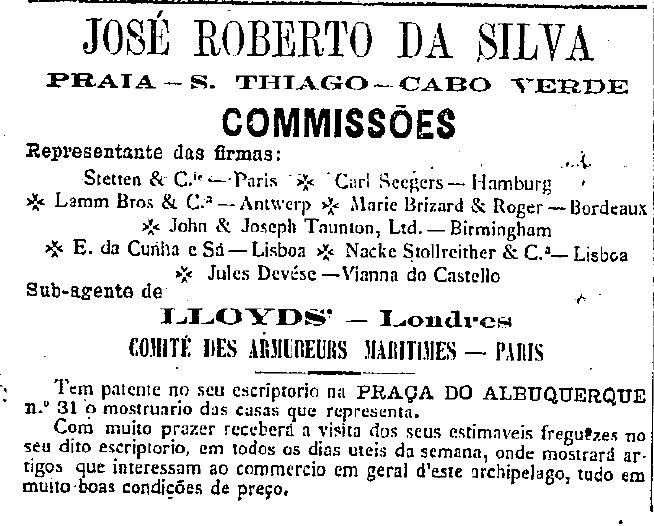 JOSÉ ROBERTO DA SILVA
PRAIA – S. THIAGO – CABO VERDE
COMMISSÕES
Representante das firmas:
Stetten & C.ie — Paris ※ Carl Seegers — Hamburg
※ Lamm Bros & C.a — Antwerp ※ Marie Brizard & Roger — Bordeaux
※ John & Joseph Taunton, Ltd. — Birmingham
※ E. da Cunha e Sá — Lisboa ※ Nacke Stollreither & C.a — Lisboa
※ Jules Devése — Vianna do Castello
Sub-agente de
LLOYDS' — Londres
COMITÉ DES ARMUREURS MARITIMES — PARIS
Tem patente no seu escriptorio na PRAÇA DO ALBUQUERQUE
n.º 31 o mostruario das casas que representa.
Com muito prazer receberá a visita dos seus estimaveis freguezes no
seu dito escriptorio, em todos os dias uteis da semana, onde mostrará ar-
tigos que interessam ao commercio em geral d'este archipelago, tudo em
muito boas condições de preço.